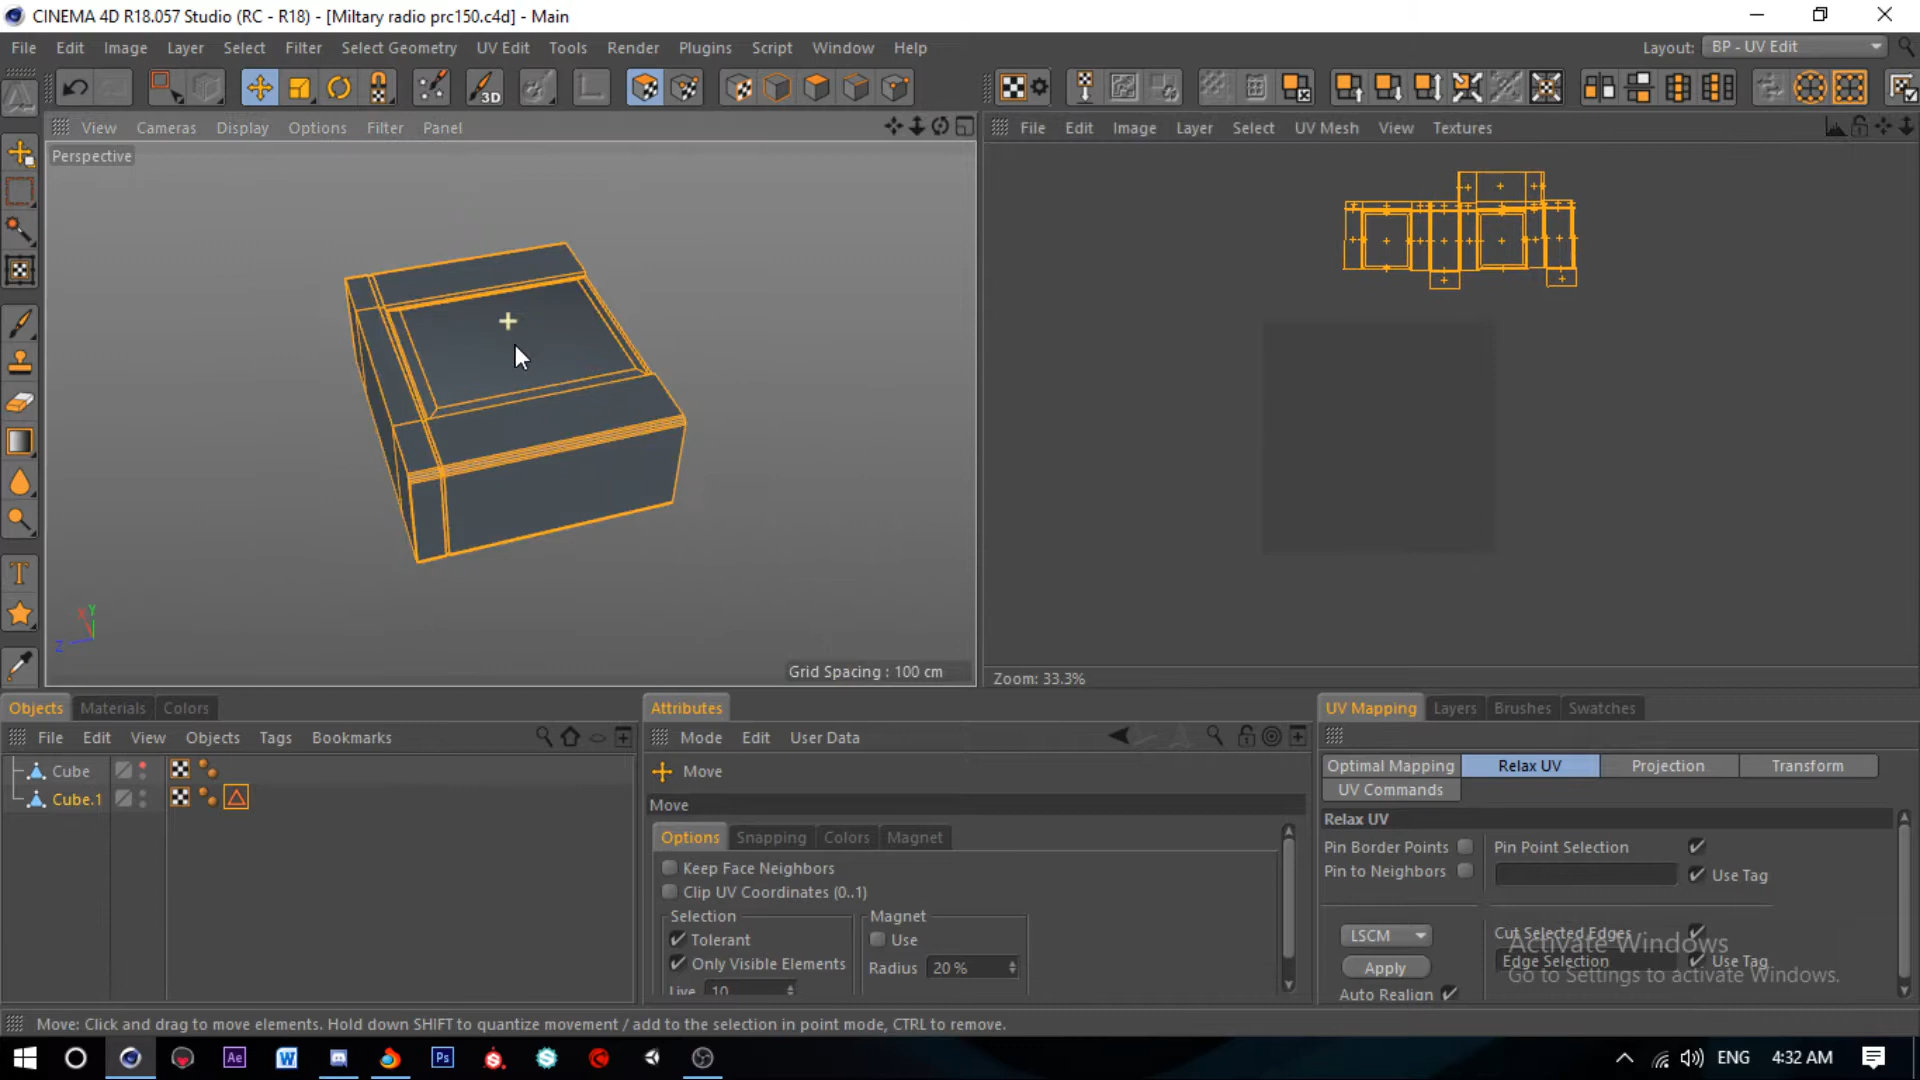 CINEMA 4D R18.057 Studio (RC - R18) - [Miltary radio prc150.c4d] - Main
File Edit Image Layer Select Filter Select Geometry UV Edit Tools Render Plugins Script Window Help Layout: BP - UV Edit
3D
View Cameras Display Options Filter Panel
File Edit Image Layer Select UV Mesh View Textures
Perspective
X Y
Z
Grid Spacing : 100 cm
Zoom: 33.3%
Objects Materials Colors
Attributes
UV Mapping Layers Brushes Swatches
File Edit View Objects Tags Bookmarks
Mode Edit User Data
Cube
Cube.1
Move
Move
Options Snapping Colors Magnet
Keep Face Neighbors
Clip UV Coordinates (0..1)
Selection Magnet
Tolerant Use
Only Visible Elements Radius 20 %
Live 10
Optimal Mapping Relax UV Projection Transform
UV Commands
Relax UV
Pin Border Points Pin Point Selection
Pin to Neighbors Use Tag
LSCM Cut Selected Edges
Edge Selection Use Tag
Apply
Auto Realign
Activate Windows
Go to Settings to activate Windows.
Move: Click and drag to move elements. Hold down SHIFT to quantize movement / add to the selection in point mode, CTRL to remove.
Ae W Ps ENG 4:32 AM